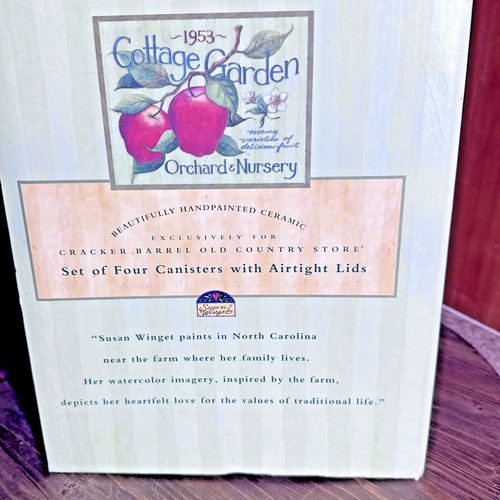 ~1953~
Cottage Garden
many
varieties of
delicious fruit
Orchard & Nursery
BEAUTIFULLY HANDPAINTED CERAMIC
EXCLUSIVELY FOR
CRACKER BARREL OLD COUNTRY STORE®
Set of Four Canisters with Airtight Lids
Susan
Winget
"Susan Winget paints in North Carolina
near the farm where her family lives.
Her watercolor imagery, inspired by the farm,
depicts her heartfelt love for the values of traditional life."